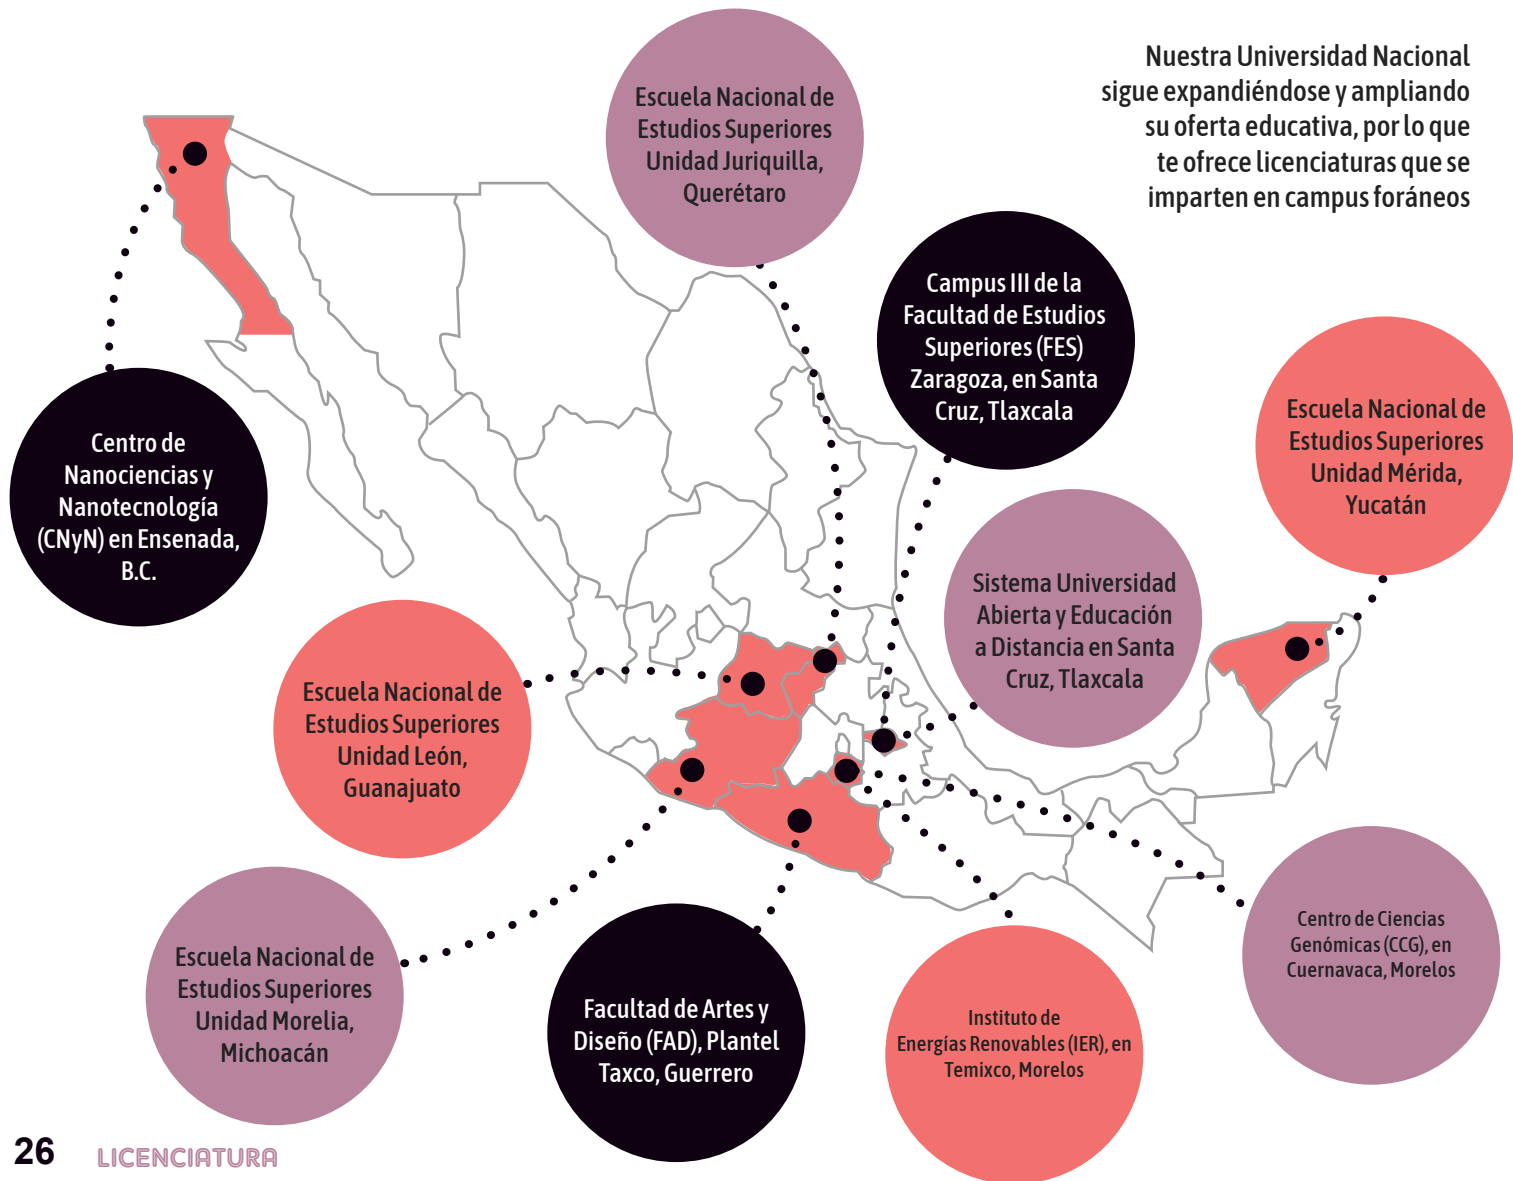 Nuestra Universidad Nacional
sigue expandiéndose y ampliando
su oferta educativa, por lo que
te ofrece licenciaturas que se
imparten en campus foráneos
Escuela Nacional de
Estudios Superiores
Unidad Juriquilla,
Querétaro
Campus III de la
Facultad de Estudios
Superiores (FES)
Zaragoza, en Santa
Cruz, Tlaxcala
Escuela Nacional de
Estudios Superiores
Unidad Mérida,
Yucatán
Centro de
Nanociencias y
Nanotecnología
(CNyN) en Ensenada,
B.C.
Sistema Universidad
Abierta y Educación
a Distancia en Santa
Cruz, Tlaxcala
Escuela Nacional de
Estudios Superiores
Unidad León,
Guanajuato
Escuela Nacional de
Estudios Superiores
Unidad Morelia,
Michoacán
Facultad de Artes y
Diseño (FAD), Plantel
Taxco, Guerrero
Instituto de
Energías Renovables (IER), en
Temixco, Morelos
Centro de Ciencias
Genómicas (CCG), en
Cuernavaca, Morelos
26 LICENCIATURA